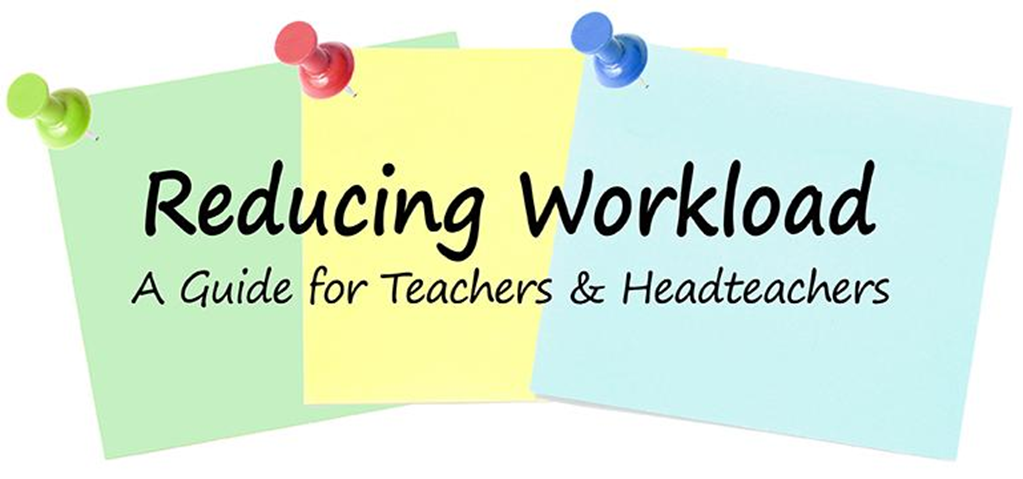 Reducing Workload
A Guide for Teachers & Headteachers